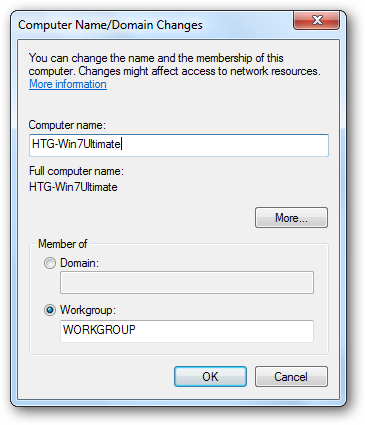 Computer Name/Domain Changes
You can change the name and the membership of this
computer. Changes might affect access to network resources.
More information
Computer name:
HTG-Win7Ultimate
Full computer name:
HTG-Win7Ultimate
More...
Member of
Domain:
Workgroup:
WORKGROUP
OK Cancel